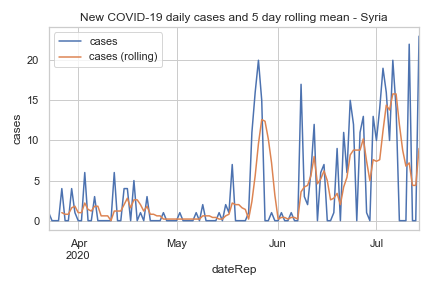 New COVID-19 daily cases and 5 day rolling mean - Syria
cases
cases (rolling)
20
15
10
5
0
cases
Apr
2020
May
Jun
Jul
dateRep